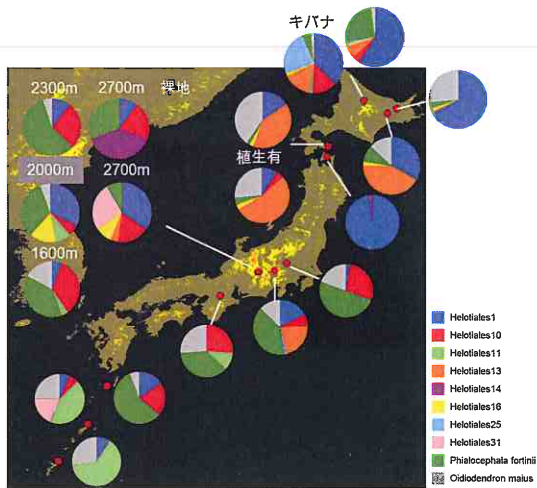 キバナ
2300m 2700m 裸地
植生有
2000m 2700m
1600m
Helotiales1
Helotiales10
Helotiales11
Helotiales13
Helotiales14
Helotiales16
Helotiales25
Helotiales31
Phialocephala fortinii
Oidiodendron maius